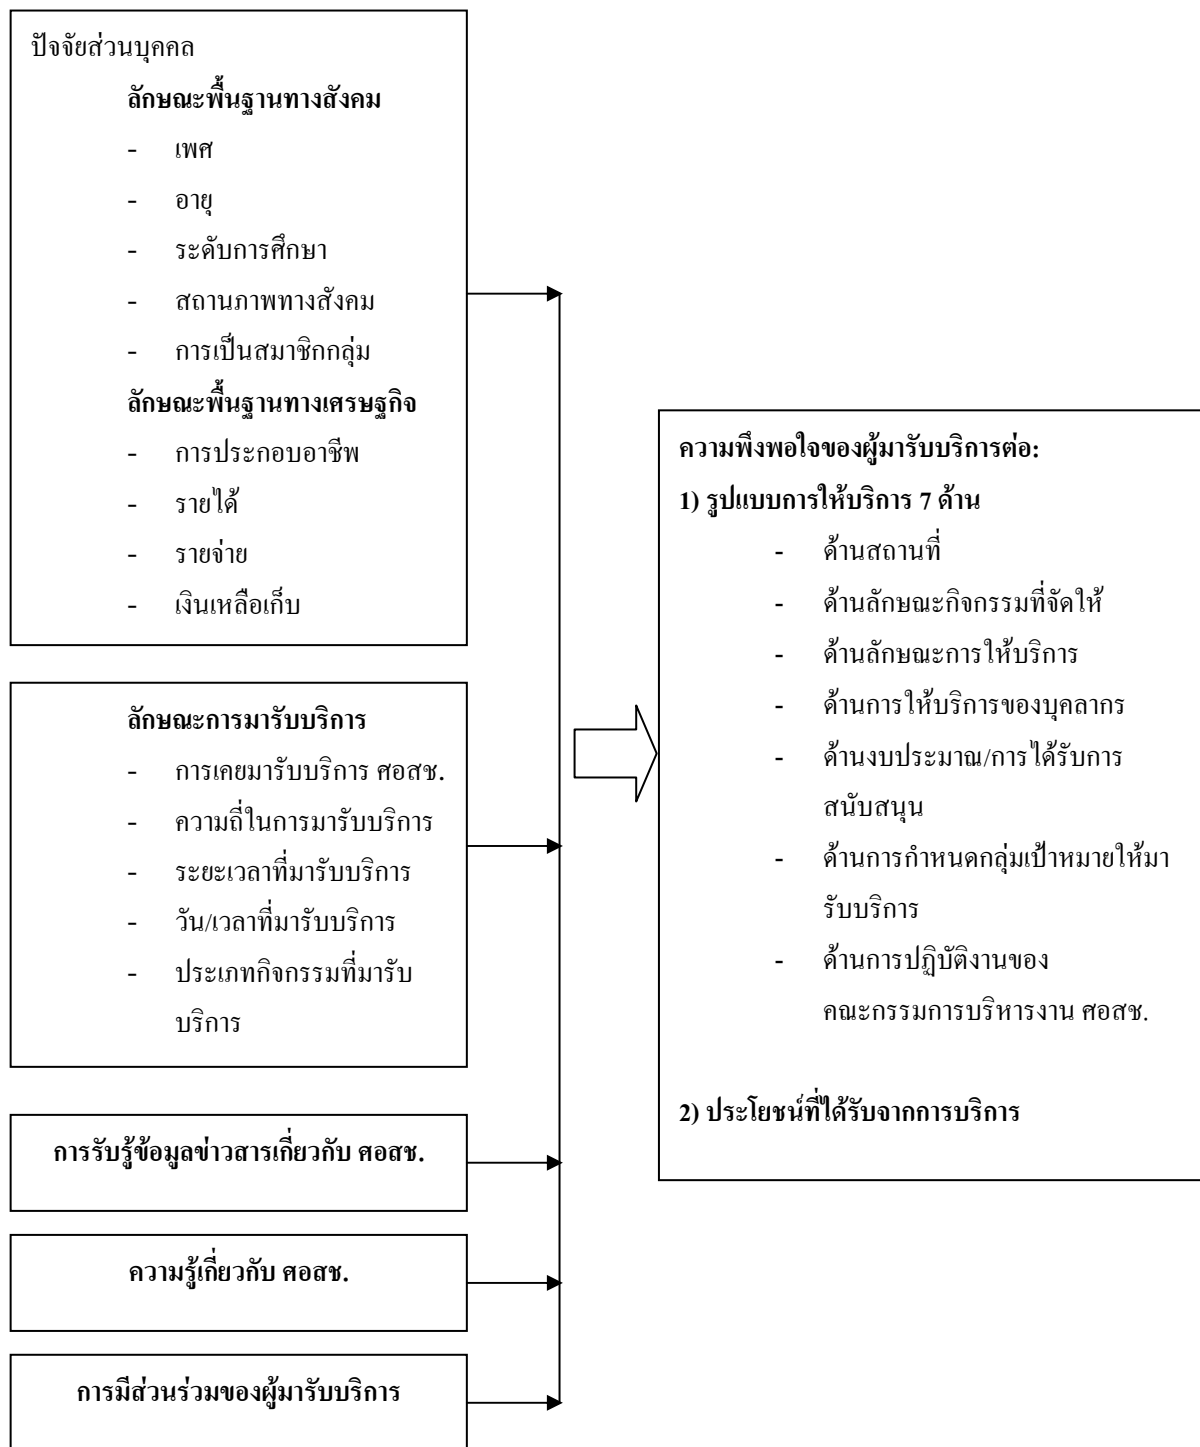 ปัจจัยส่วนบุคคล
ลักษณะพื้นฐานทางสังคม
- เพศ
- อายุ
- ระดับการศึกษา
- สถานภาพทางสังคม
- การเป็นสมาชิกกลุ่ม
ลักษณะพื้นฐานทางเศรษฐกิจ
- การประกอบอาชีพ
- รายได้
- รายจ่าย
- เงินเหลือเก็บ
ลักษณะการมารับบริการ
- การเคยมารับบริการ ศอสช.
- ความถี่ในการมารับบริการ
ระยะเวลาที่มารับบริการ
- วัน/เวลาที่มารับบริการ
- ประเภทกิจกรรมที่มารับ
บริการ
การรับรู้ข้อมูลข่าวสารเกี่ยวกับ ศอสช.
ความรู้เกี่ยวกับ ศอสช.
การมีส่วนร่วมของผู้มารับบริการ
ความพึงพอใจของผู้มารับบริการต่อ:
1) รูปแบบการให้บริการ 7 ด้าน
- ด้านสถานที่
- ด้านลักษณะกิจกรรมที่จัดให้
- ด้านลักษณะการให้บริการ
- ด้านการให้บริการของบุคลากร
- ด้านงบประมาณ/การได้รับการ
สนับสนุน
- ด้านการกำหนดกลุ่มเป้าหมายให้มา
รับบริการ
- ด้านการปฏิบัติงานของ
คณะกรรมการบริหารงาน ศอสช.
2) ประโยชน์ที่ได้รับจากการบริการ